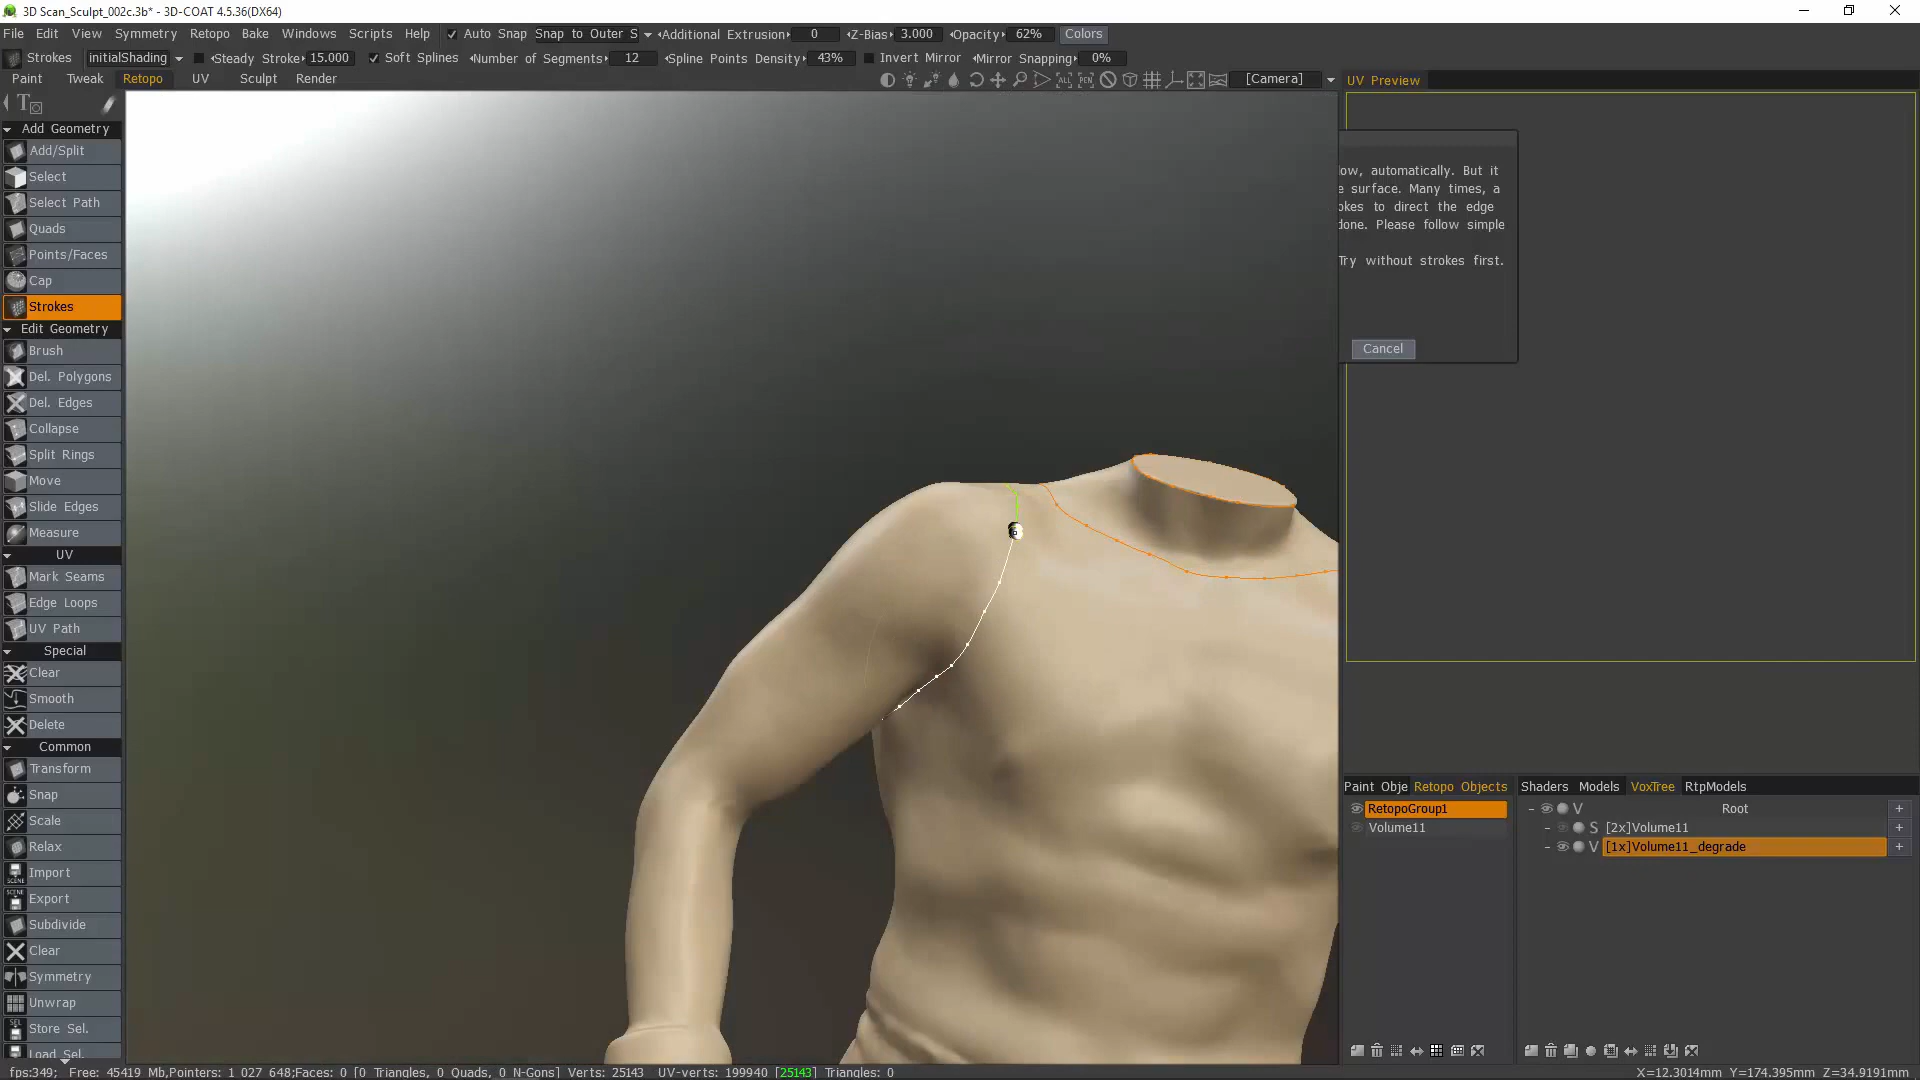 3D Scan_Sculpt_002c.3b* - 3D-COAT 4.5.36(DX64)
File Edit View Symmetry Retopo Bake Windows Scripts Help Auto Snap Snap to Outer S Additional Extrusion 0 Z-Bias 3.000 Opacity 62% Colors
Strokes initialShading Steady Stroke 15.000 Soft Splines Number of Segments 12 Spline Points Density 43% Invert Mirror Mirror Snapping 0%
Paint Tweak Retopo UV Sculpt Render ALL PEN [Camera] UV Preview
T
Add Geometry
Add/Split
Select
Select Path
Quads
Points/Faces
Cap
Strokes
Edit Geometry
Brush
Del. Polygons
Del. Edges
Collapse
Split Rings
Move
Slide Edges
Measure
UV
Mark Seams
Edge Loops
UV Path
Special
Clear
Smooth
Delete
Common
Transform
Snap
Scale
Relax
SCENE Import
SCENE Export
Subdivide
Clear
Symmetry
Unwrap
SEL Store Sel.
SEL Load Sel.
low, automatically. But it
e surface. Many times, a
okes to direct the edge
done. Please follow simple
Try without strokes first.
Cancel
Paint Obje Retopo Objects Shaders Models VoxTree RtpModels
RetopoGroup1
Volume11
V Root +
S [2x]Volume11 +
V [1x]Volume11_degrade +
fps:349; Free: 45419 Mb,Pointers: 1 027 648;Faces: 0 [0 Triangles, 0 Quads, 0 N-Gons] Verts: 25143 UV-verts: 199940 [25143] Triangles: 0 X=12.3014mm Y=174.395mm Z=34.9191mm